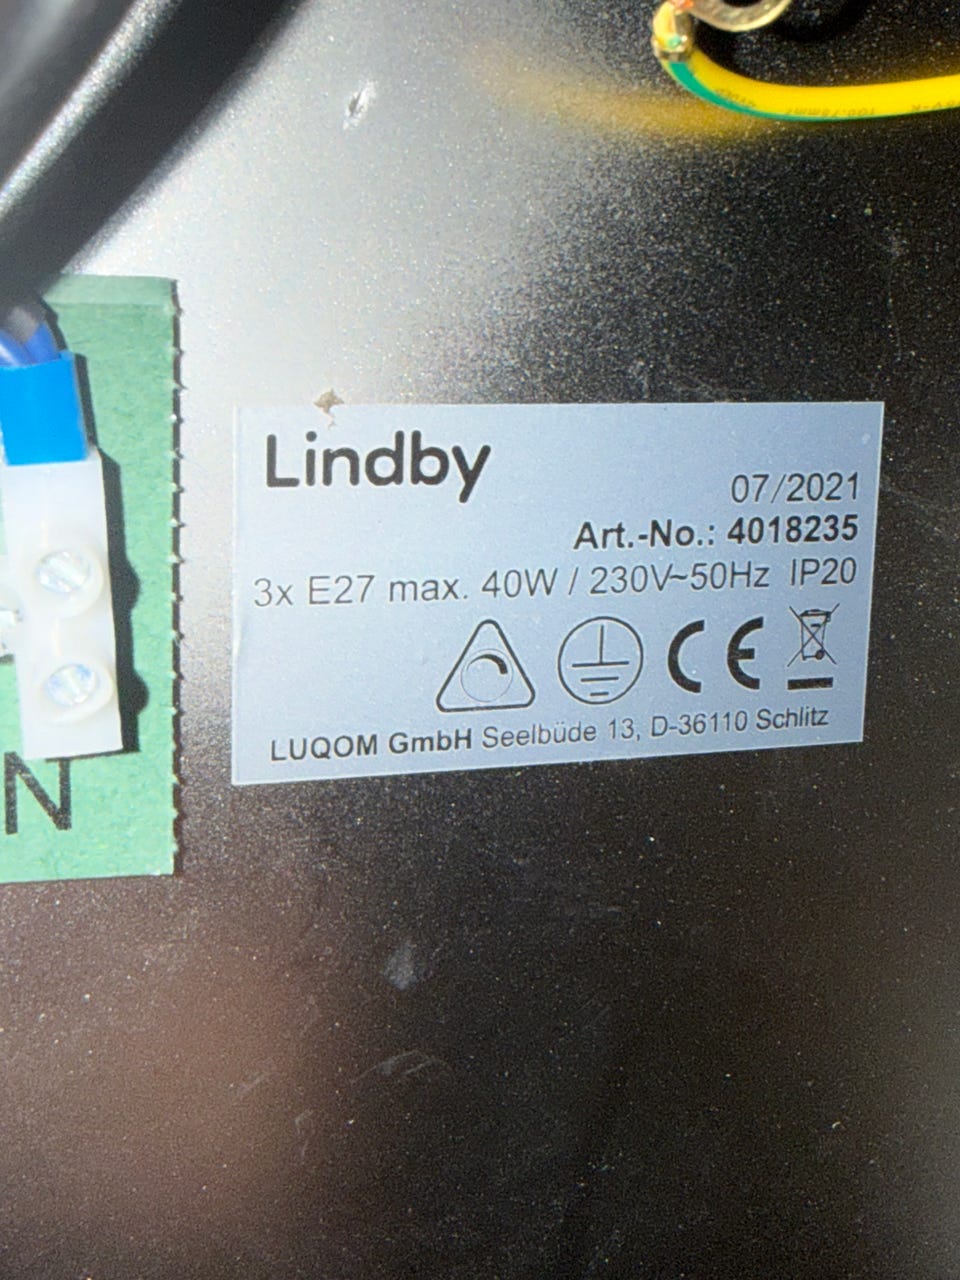 Lindby
07/2021
Art.-No.: 4018235
3x E27 max. 40W / 230V~50Hz IP20
CE
LUQOM GmbH Seelbüde 13, D-36110 Schlitz
N